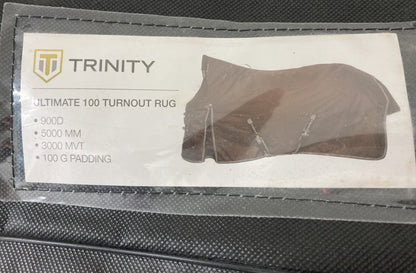 TRINITY
ULTIMATE 100 TURNOUT RUG
• 900D
• 5000 MM
• 3000 MVT
• 100 G PADDING